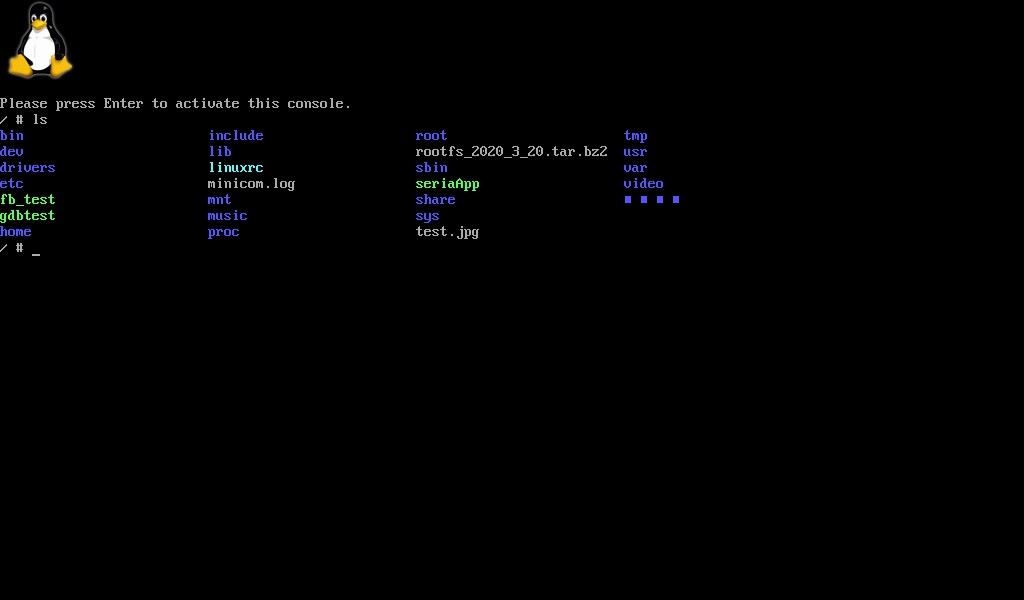 Please press Enter to activate this console.
/ # ls
bin include root tmp
dev lib rootfs_2020_3_20.tar.bz2 usr
drivers linuxrc sbin var
etc minicom.log seriaApp video
fb_test mnt share
gdbtest music sys
home proc test.jpg
/ # _